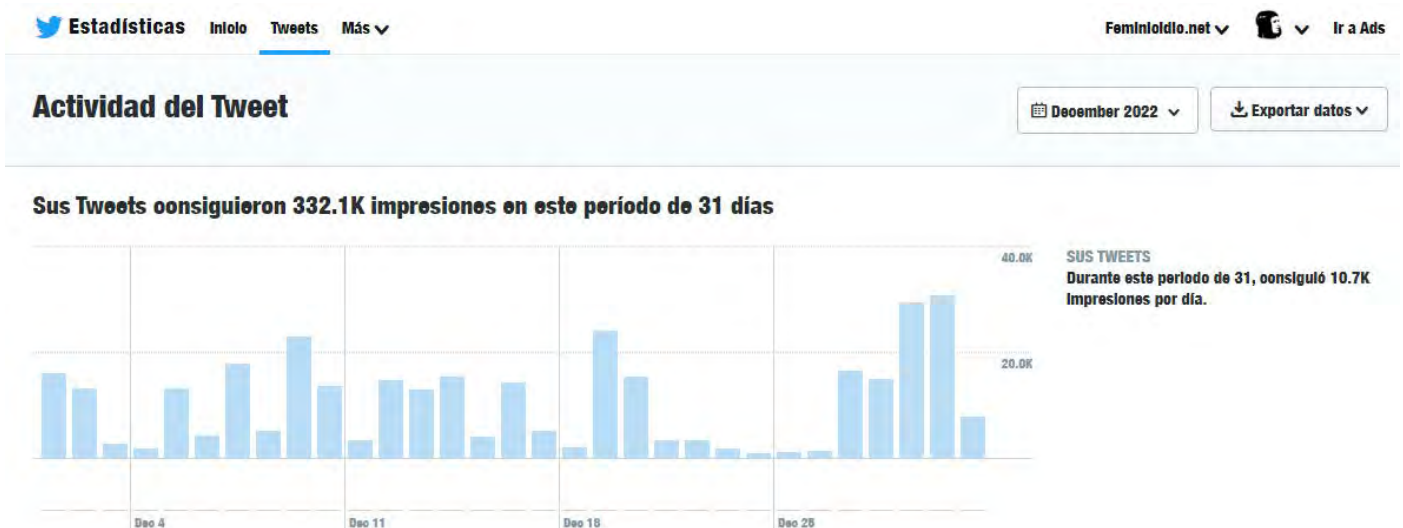 Estadísticas Inicio Tweets Más Feminicidio.net Ir a Ads
Actividad del Tweet
December 2022 Exportar datos
Sus Tweets consiguieron 332.1K impresiones en este período de 31 días
40.0K
SUS TWEETS
Durante este periodo de 31, consiguió 10.7K
impresiones por día.
20.0K
Dec 4 Dec 11 Dec 18 Dec 25